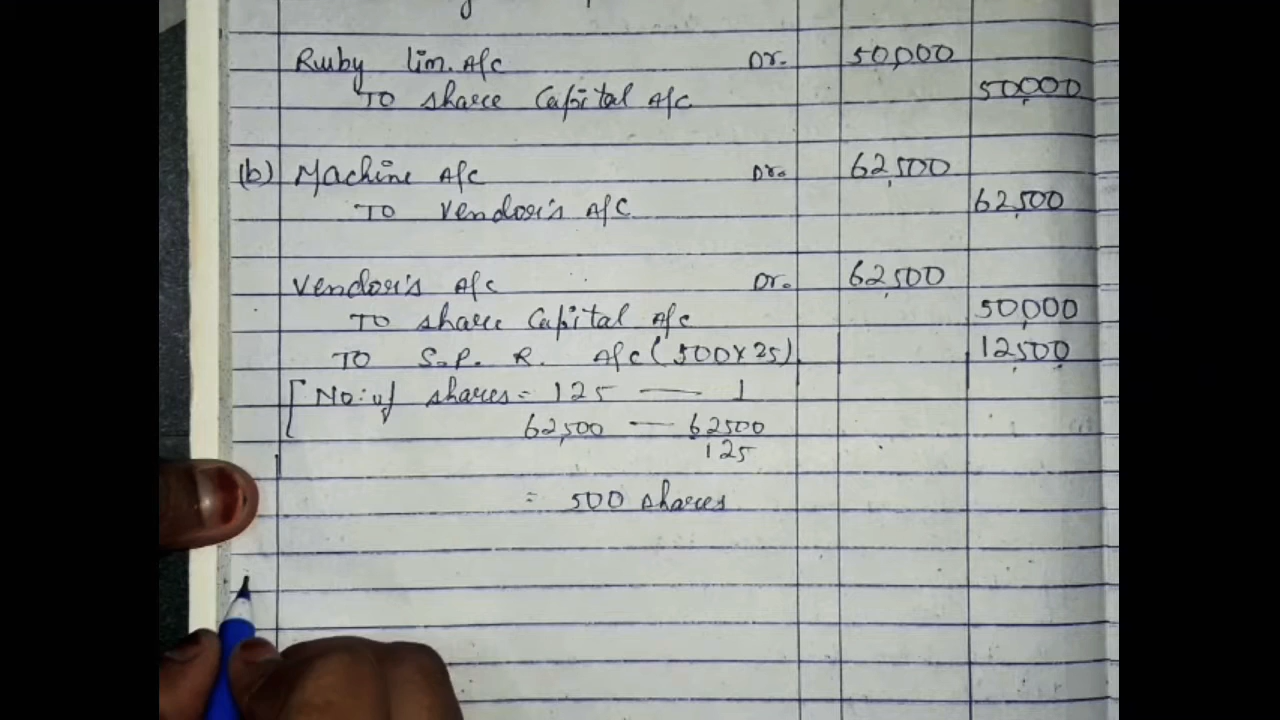 Ruby lim. A/c Dr. 50,000
To share Capital A/c 50,000
(b) Machine A/c Dr. 62,500
To Vendor's A/c 62,500
Vendor's A/c Dr. 62,500
To share Capital A/c 50,000
To S.P. R. A/c (500x25) 12,500
[No. of shares = 125 — 1
62,500 — 62500
125
= 500 shares